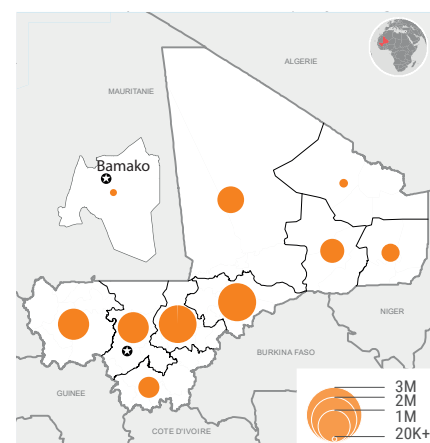 ALGERIE
MAURITANIE
Bamako
NIGER
BURKINA FASO
GUINEE
COTE D'IVOIRE
3M
2M
1M
20K+